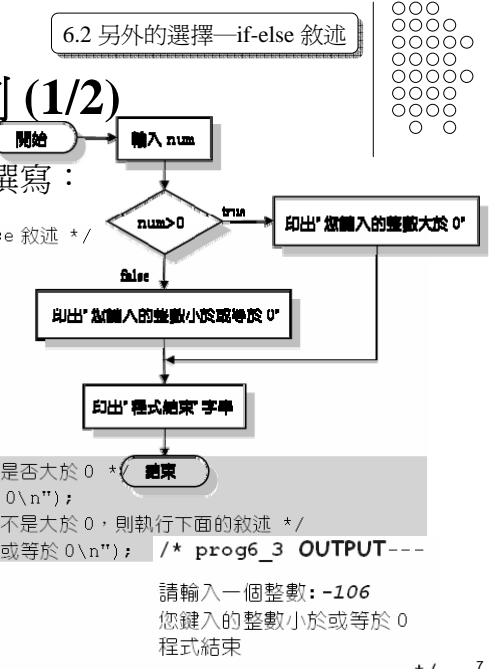 6.2 另外的選擇—if-else 敘述
(1/2)
開始
輸入 num
撰寫：
num>0
true
印出"您鍵入的整數大於 0"
e 敘述 */
false
印出"您鍵入的整數小於或等於 0"
印出"程式結束"字串
是否大於 0 */
結束
0\n");
不是大於 0，則執行下面的敘述 */
或等於 0\n");
/* prog6_3 OUTPUT---
請輸入一個整數:-106
您鍵入的整數小於或等於 0
程式結束
*/
7